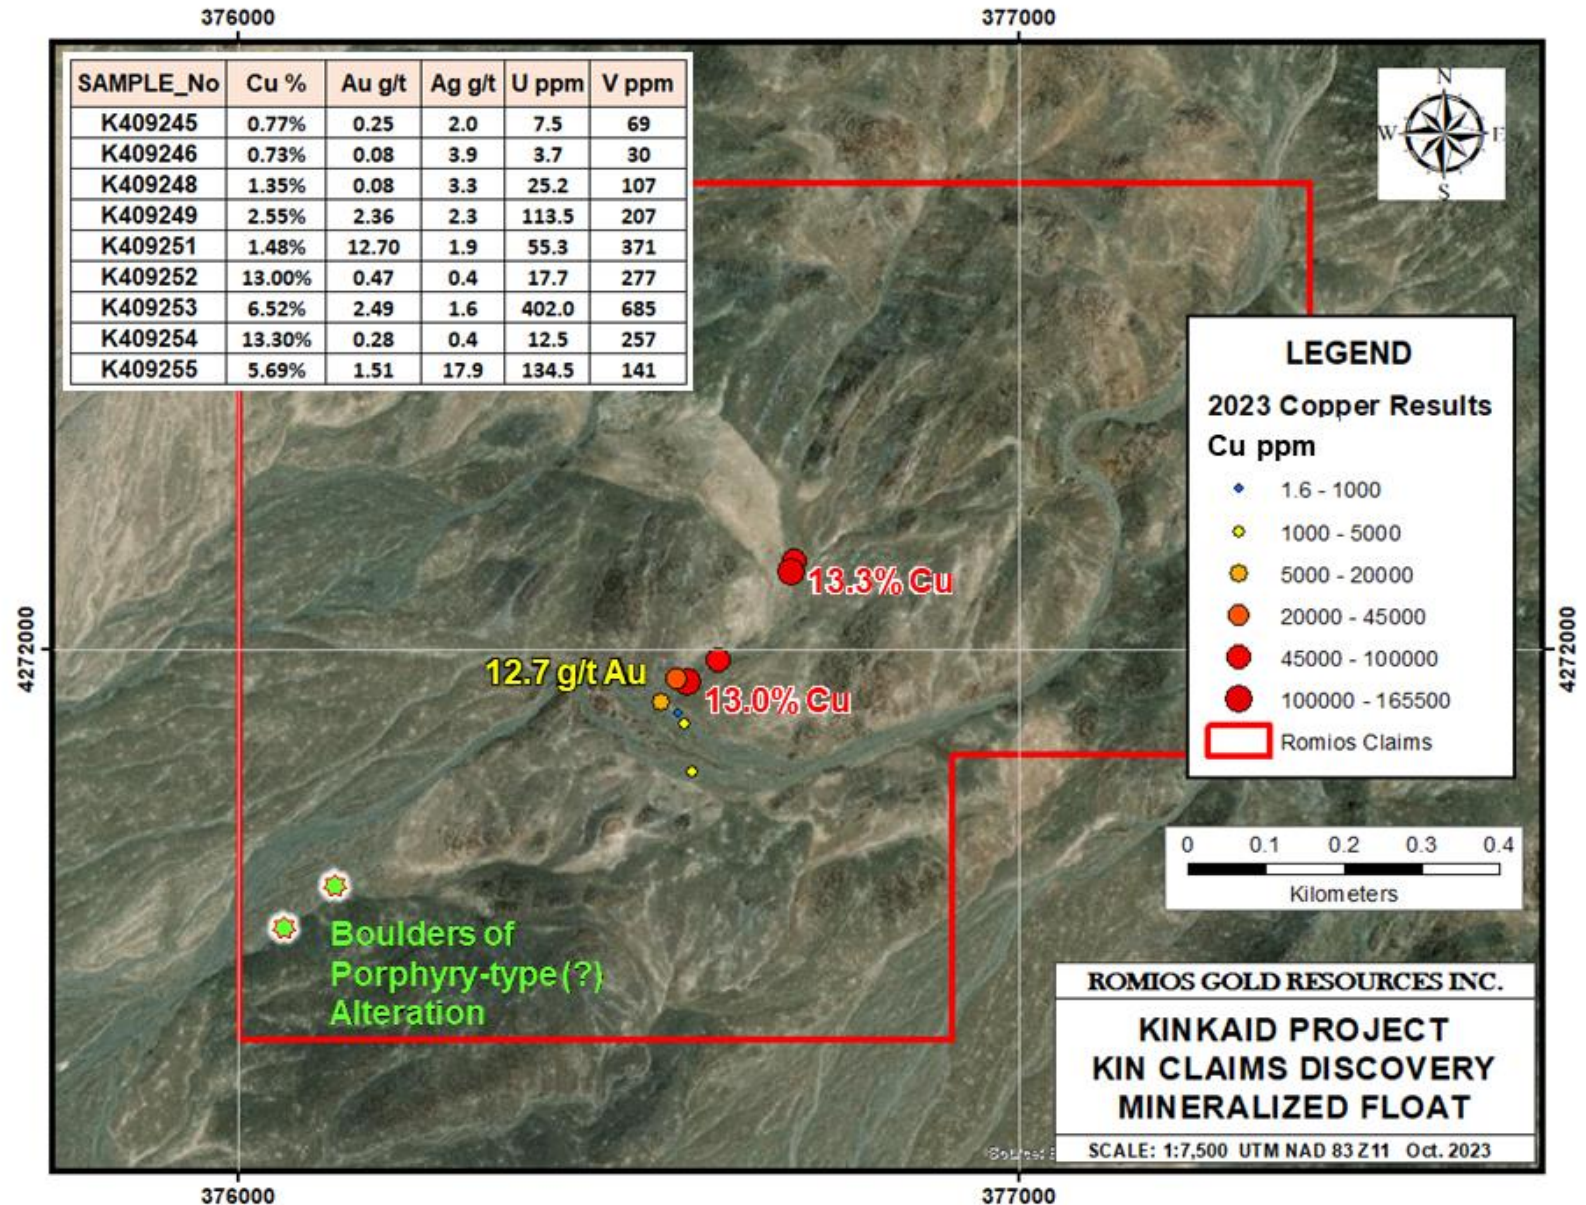 376000 377000
SAMPLE_No Cu % Au g/t Ag g/t U ppm V ppm
K409245 0.77% 0.25 2.0 7.5 69
K409246 0.73% 0.08 3.9 3.7 30
K409248 1.35% 0.08 3.3 25.2 107
K409249 2.55% 2.36 2.3 113.5 207
K409251 1.48% 12.70 1.9 55.3 371
K409252 13.00% 0.47 0.4 17.7 277
K409253 6.52% 2.49 1.6 402.0 685
K409254 13.30% 0.28 0.4 12.5 257
K409255 5.69% 1.51 17.9 134.5 141
N
W E
S
LEGEND
2023 Copper Results
Cu ppm
1.6 - 1000
1000 - 5000
5000 - 20000
20000 - 45000
45000 - 100000
100000 - 165500
Romios Claims
13.3% Cu
4272000 4272000
12.7 g/t Au
13.0% Cu
0 0.1 0.2 0.3 0.4
Kilometers
Boulders of
Porphyry-type(?)
Alteration
ROMIOS GOLD RESOURCES INC.
KINKAID PROJECT
KIN CLAIMS DISCOVERY
MINERALIZED FLOAT
SCALE: 1:7,500 UTM NAD 83 Z11 Oct. 2023
376000 377000